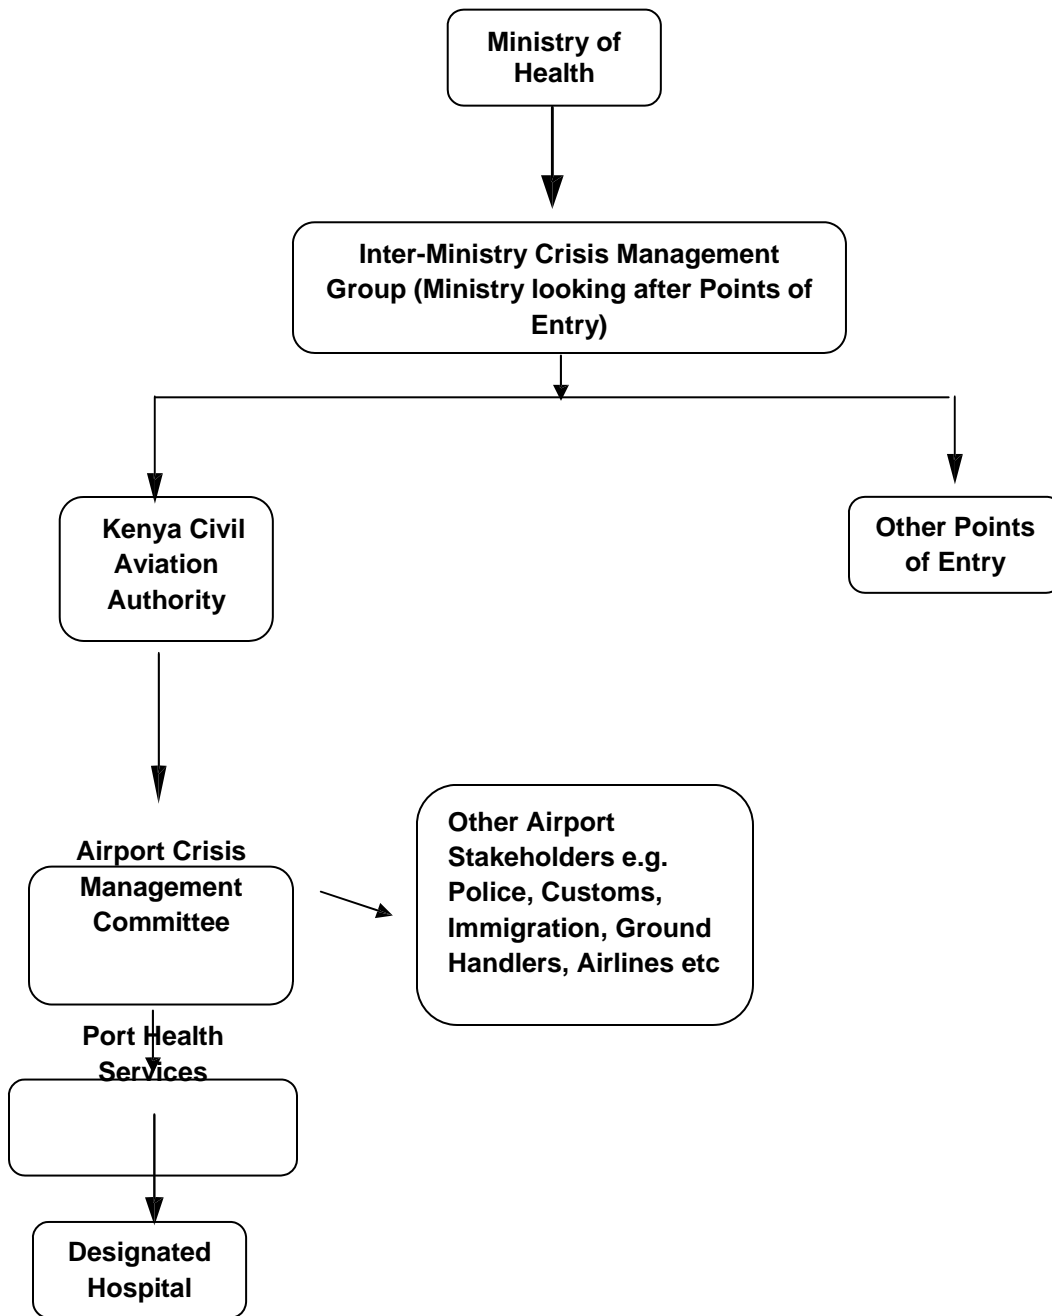 Ministry of
Health
Inter-Ministry Crisis Management
Group (Ministry looking after Points of
Entry)
Kenya Civil
Aviation
Authority
Other Points
of Entry
Airport Crisis
Management
Committee
Other Airport
Stakeholders e.g.
Police, Customs,
Immigration, Ground
Handlers, Airlines etc
Port Health
Services
Designated
Hospital